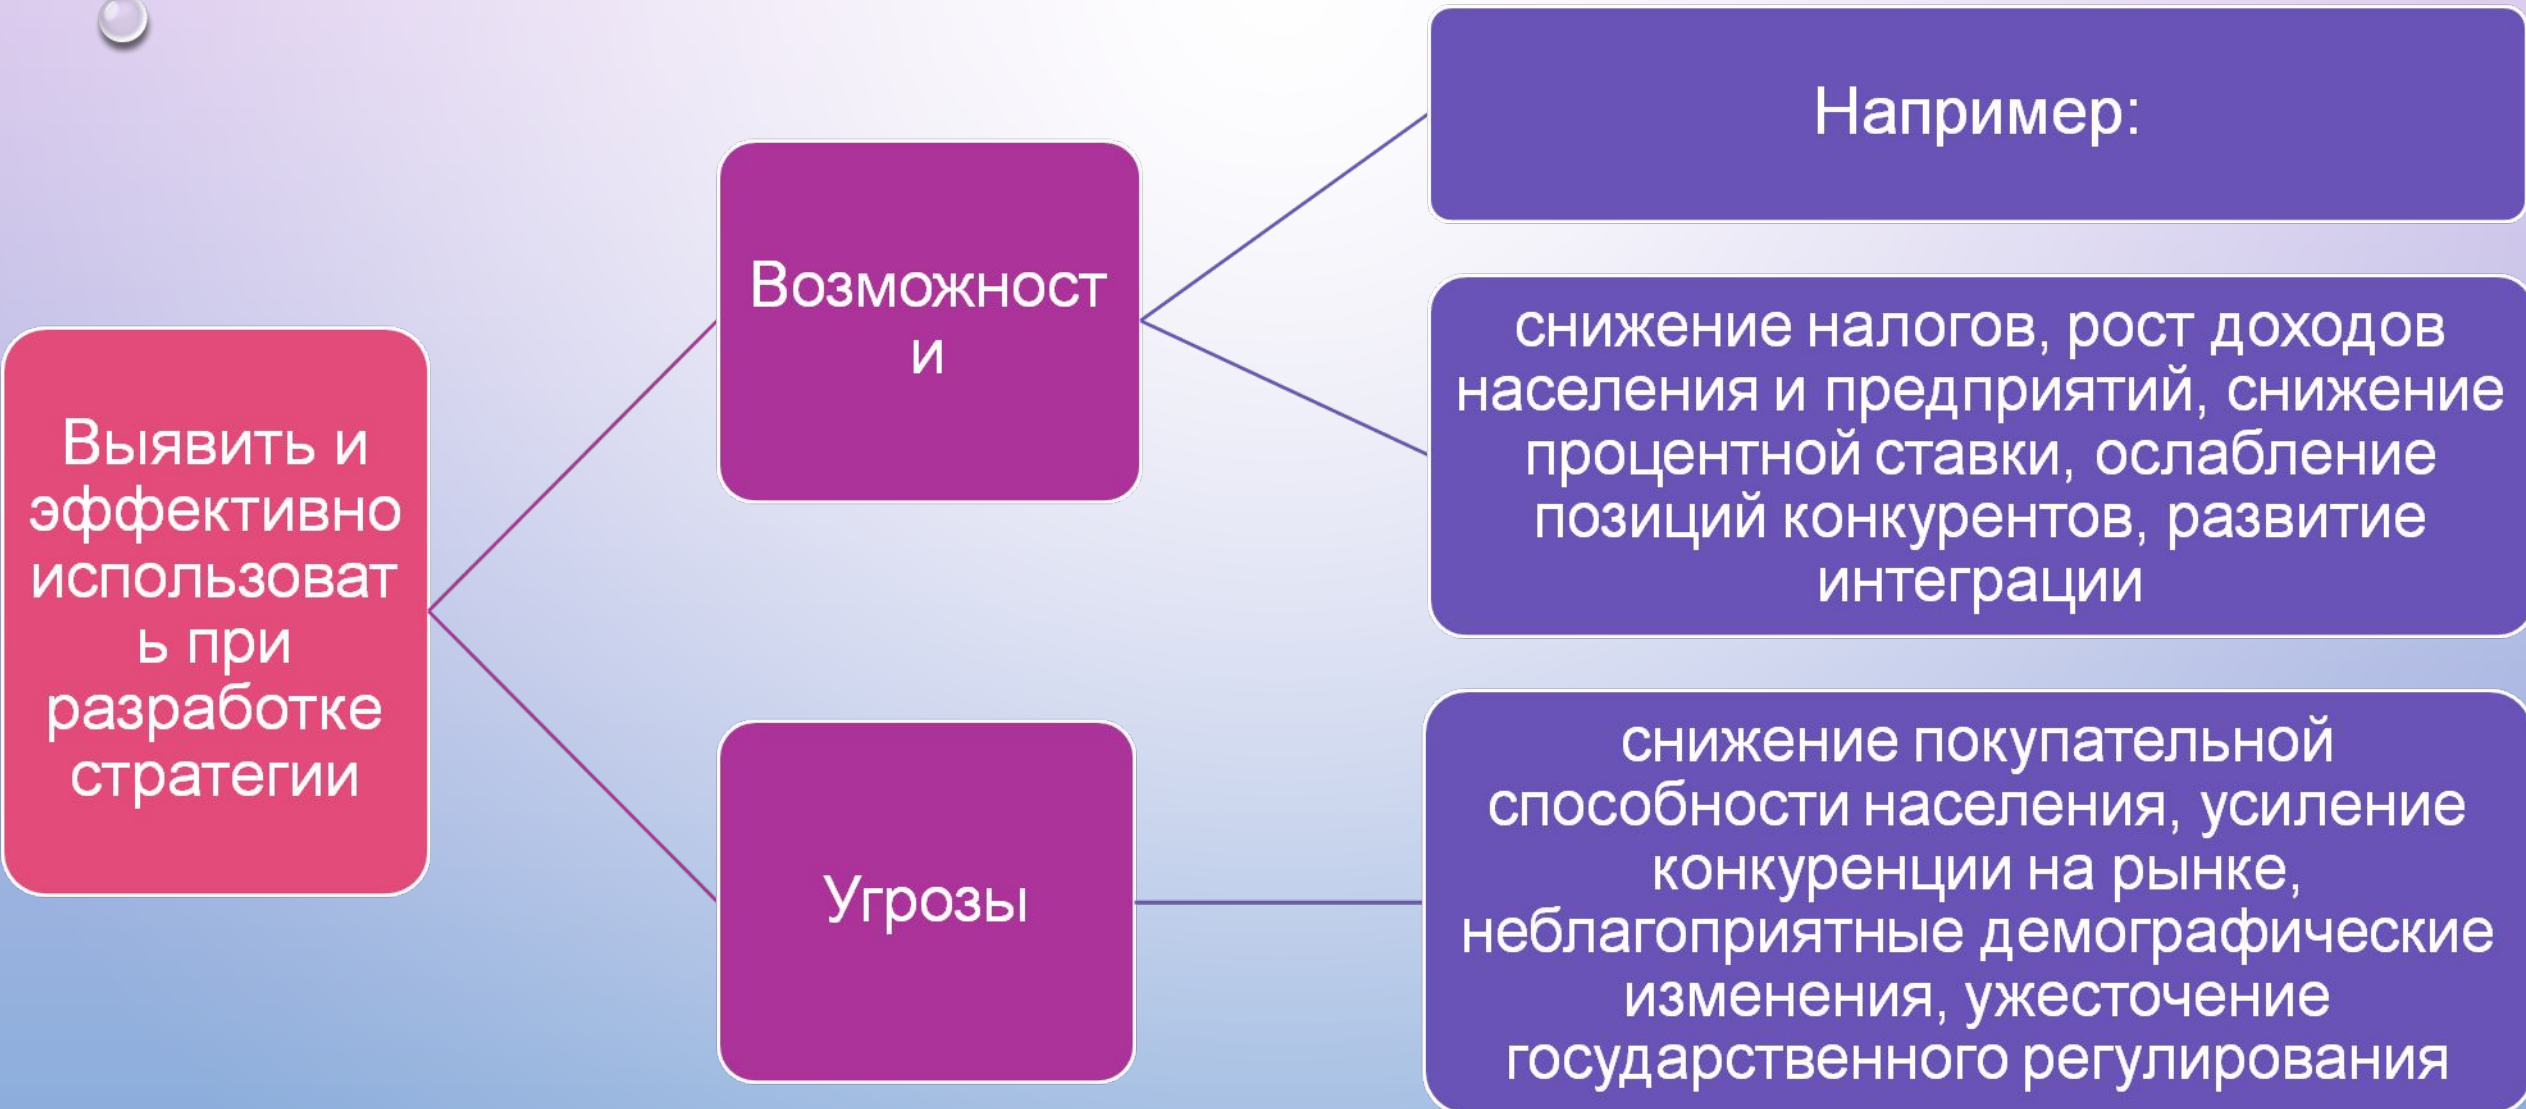 Выявить и
эффективно
использоват
ь при
разработке
стратегии
Возможност
и
Например:
снижение налогов, рост доходов
населения и предприятий, снижение
процентной ставки, ослабление
позиций конкурентов, развитие
интеграции
Угрозы
снижение покупательной
способности населения, усиление
конкуренции на рынке,
неблагоприятные демографические
изменения, ужесточение
государственного регулирования